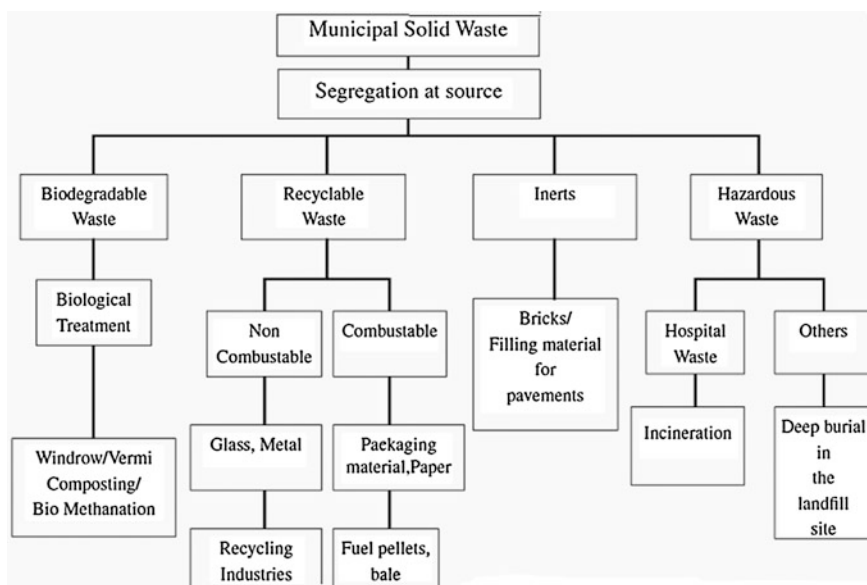 Municipal Solid Waste
Segregation at source
Biodegradable
Waste
Recyclable
Waste
Inerts
Hazardous
Waste
Biological
Treatment
Non
Combustable
Combustable
Bricks/
Filling material
for
pavements
Hospital
Waste
Others
Windrow/Vermi
Composting/
Bio Methanation
Glass, Metal
Paekaging
material,Paper
Incineration
Deep burial
in
the
landfill
site
Recycling
Industries
Fuel pellets,
bale